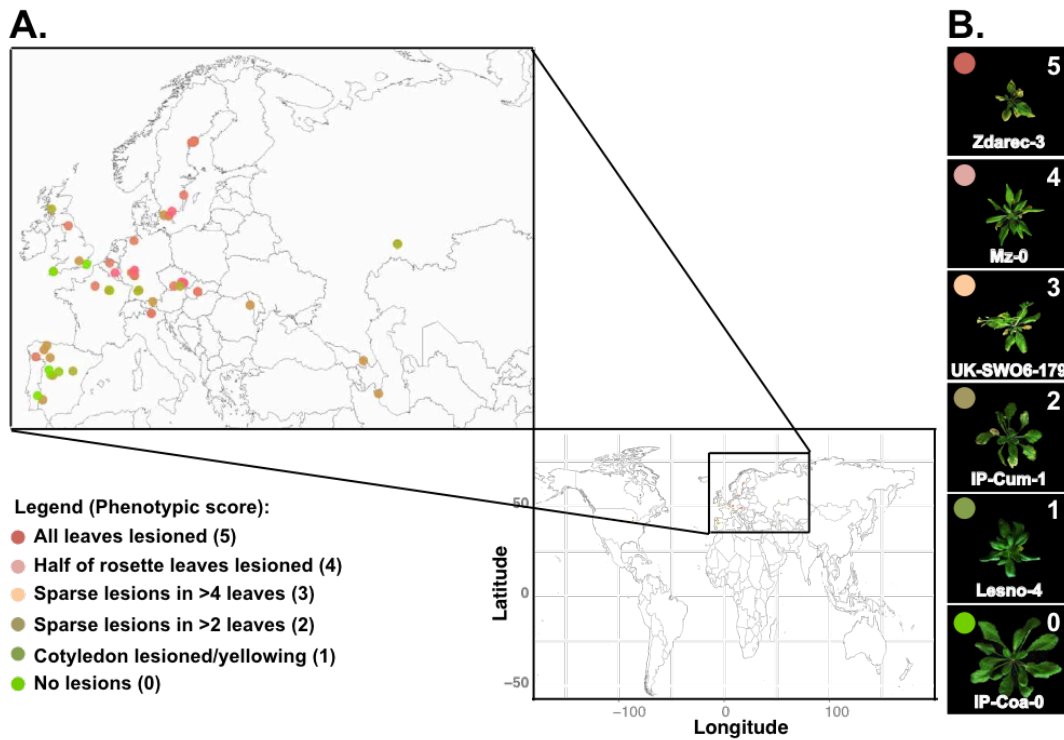 A.
B.
5
Zdarec-3
4
Mz-0
3
UK-SWO6-179
2
IP-Cum-1
1
Lesno-4
0
IP-Coa-0
Legend (Phenotypic score):
All leaves lesioned (5)
Half of rosette leaves lesioned (4)
Sparse lesions in >4 leaves (3)
Sparse lesions in >2 leaves (2)
Cotyledon lesioned/yellowing (1)
No lesions (0)
Latitude
50
0
−50
−100
0
100
Longitude